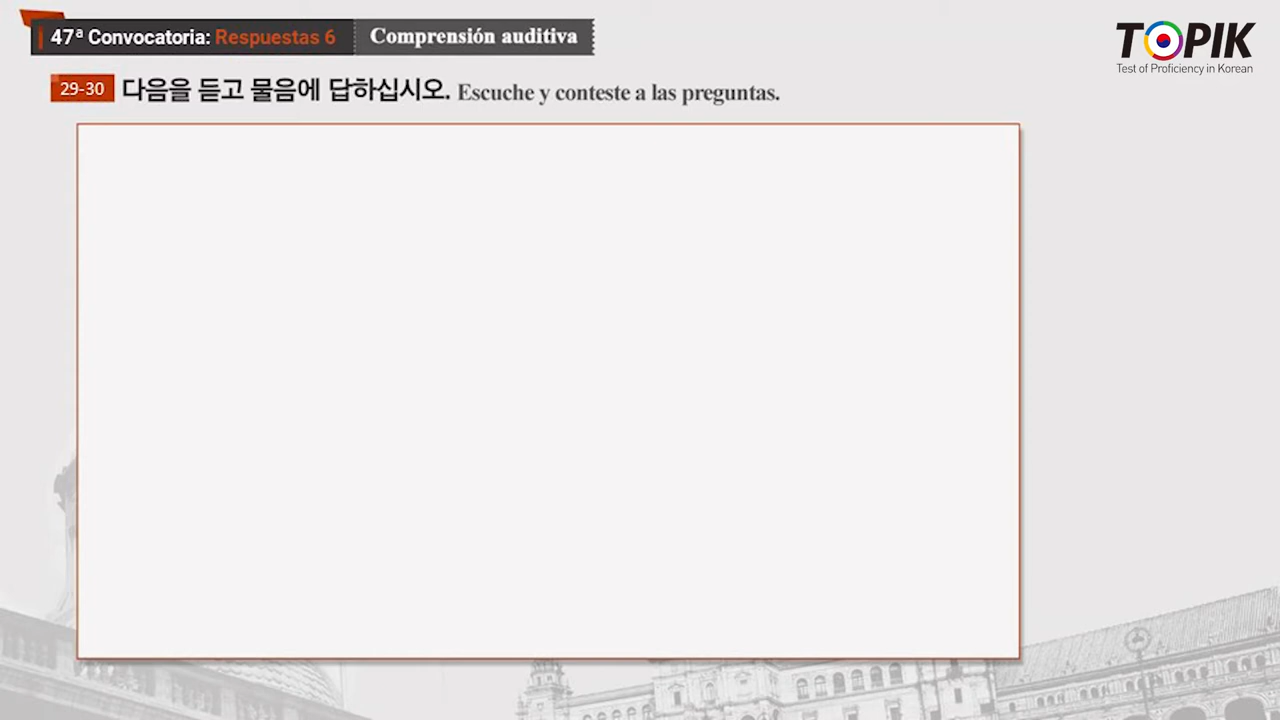 47ª Convocatoria: Respuestas 6 Comprensión auditiva
TOPIK
Test of Proficiency in Korean
29-30 다음을 듣고 물음에 답하십시오. Escuche y conteste a las preguntas.